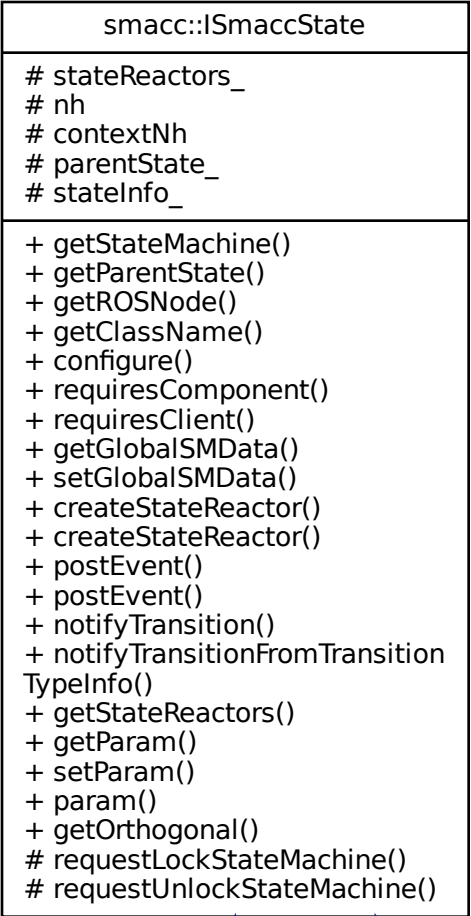 smacc::ISmaccState
# stateReactors_
# nh
# contextNh
# parentState_
# stateInfo_
+ getStateMachine()
+ getParentState()
+ getROSNode()
+ getClassName()
+ configure()
+ requiresComponent()
+ requiresClient()
+ getGlobalSMData()
+ setGlobalSMData()
+ createStateReactor()
+ createStateReactor()
+ postEvent()
+ postEvent()
+ notifyTransition()
+ notifyTransitionFromTransition
TypeInfo()
+ getStateReactors()
+ getParam()
+ setParam()
+ param()
+ getOrthogonal()
# requestLockStateMachine()
# requestUnlockStateMachine()